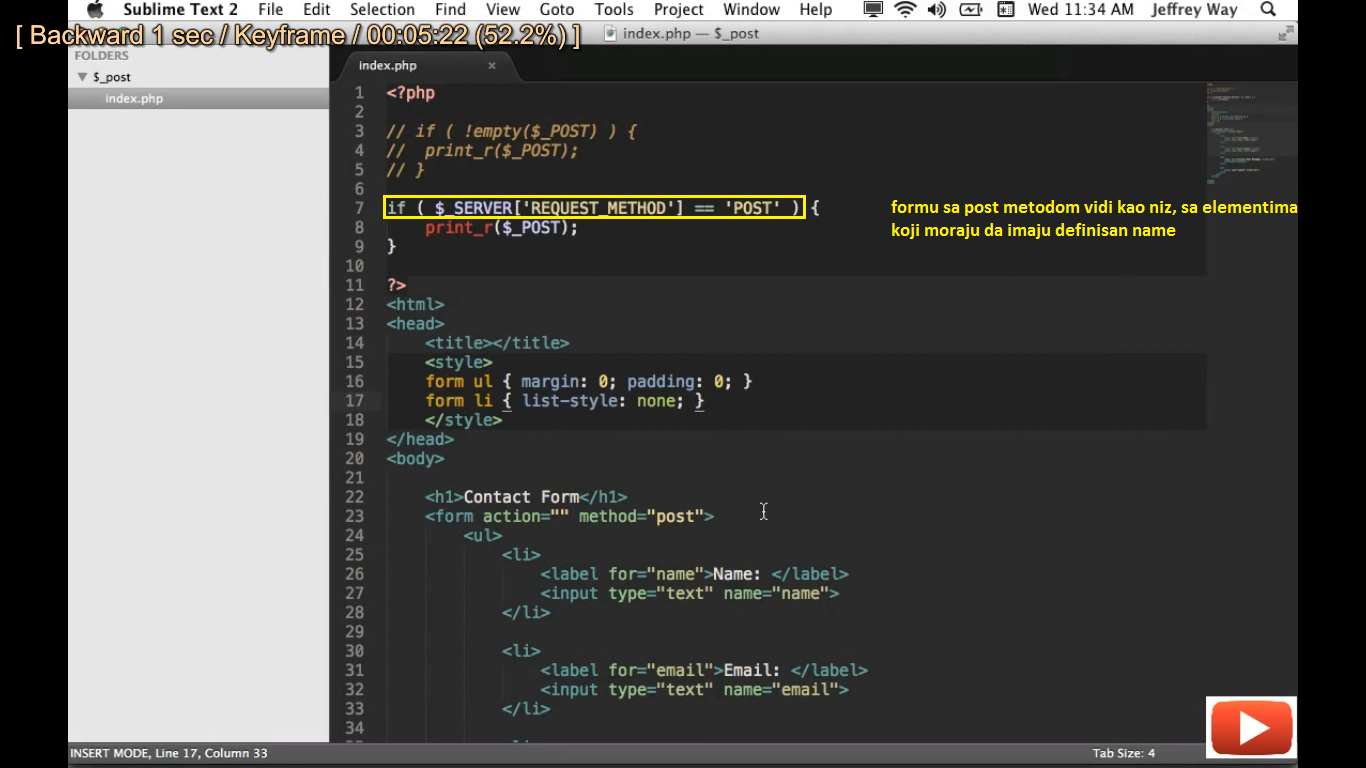 Sublime Text 2 File Edit Selection Find View Goto Tools Project Window Help Wed 11:34 AM Jeffrey Way
[ Backward 1 sec / Keyframe / 00:05:22 (52.2%) ]
index.php — $_post
FOLDERS
$_post
index.php
index.php ×
1 <?php
2
3 // if ( !empty($_POST) ) {
4 //  print_r($_POST);
5 // }
6
7 if ( $_SERVER['REQUEST_METHOD'] == 'POST' ) {
formu sa post metodom vidi kao niz, sa elementima
8     print_r($_POST);
koji moraju da imaju definisan name
9 }
10
11 ?>
12 <html>
13 <head>
14     <title></title>
15     <style>
16     form ul { margin: 0; padding: 0; }
17     form li { list-style: none; }
18     </style>
19 </head>
20 <body>
21
22     <h1>Contact Form</h1>
23     <form action="" method="post">
24         <ul>
25             <li>
26                 <label for="name">Name: </label>
27                 <input type="text" name="name">
28             </li>
29
30             <li>
31                 <label for="email">Email: </label>
32                 <input type="text" name="email">
33             </li>
34
INSERT MODE, Line 17, Column 33 Tab Size: 4